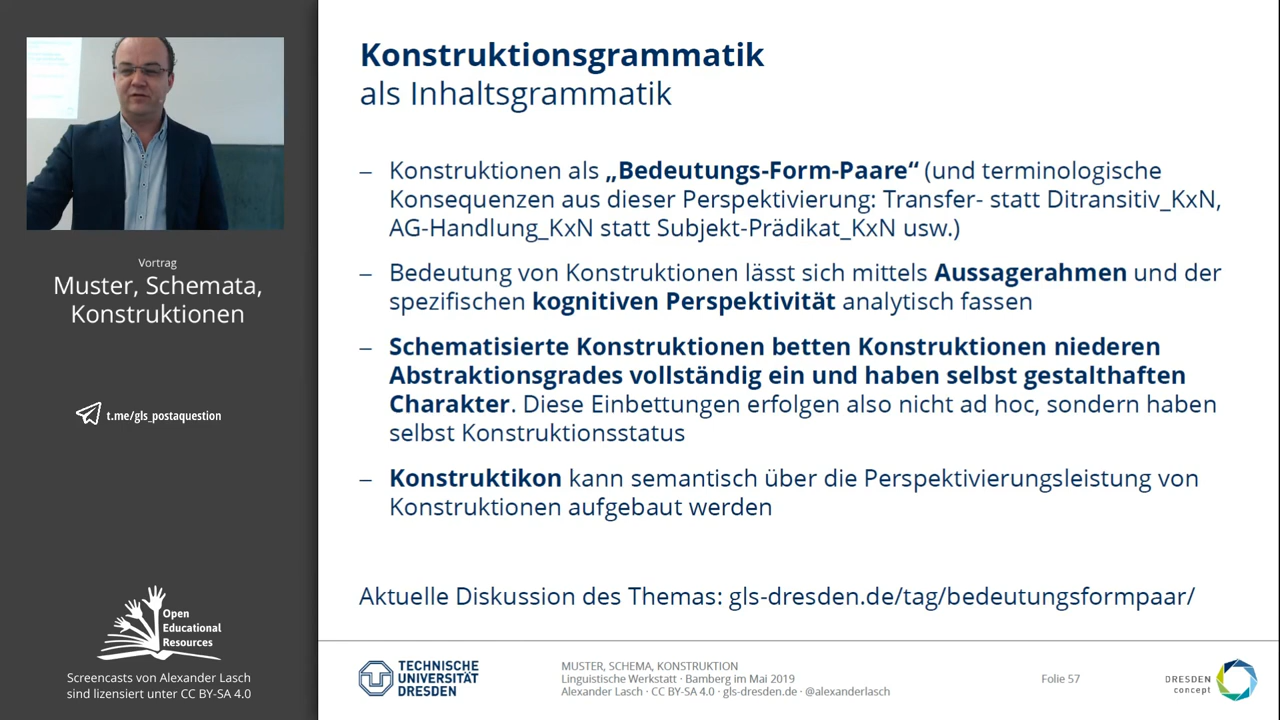 Vortrag
Muster, Schemata,
Konstruktionen
t.me/gls_postaquestion
Open
Educational
Resources
Screencasts von Alexander Lasch
sind lizensiert unter CC BY-SA 4.0
Konstruktionsgrammatik
als Inhaltsgrammatik
– Konstruktionen als „Bedeutungs-Form-Paare“ (und terminologische
Konsequenzen aus dieser Perspektivierung: Transfer- statt Ditransitiv_KxN,
AG-Handlung_KxN statt Subjekt-Prädikat_KxN usw.)
– Bedeutung von Konstruktionen lässt sich mittels Aussagerahmen und der
spezifischen kognitiven Perspektivität analytisch fassen
– Schematisierte Konstruktionen betten Konstruktionen niederen
Abstraktionsgrades vollständig ein und haben selbst gestalthaften
Charakter. Diese Einbettungen erfolgen also nicht ad hoc, sondern haben
selbst Konstruktionsstatus
– Konstruktikon kann semantisch über die Perspektivierungsleistung von
Konstruktionen aufgebaut werden
Aktuelle Diskussion des Themas: gls-dresden.de/tag/bedeutungsformpaar/
TECHNISCHE
UNIVERSITÄT
DRESDEN
MUSTER, SCHEMA, KONSTRUKTION
Linguistische Werkstatt · Bamberg im Mai 2019
Alexander Lasch · CC BY-SA 4.0 · gls-dresden.de · @alexanderlasch
Folie 57
DRESDEN
concept